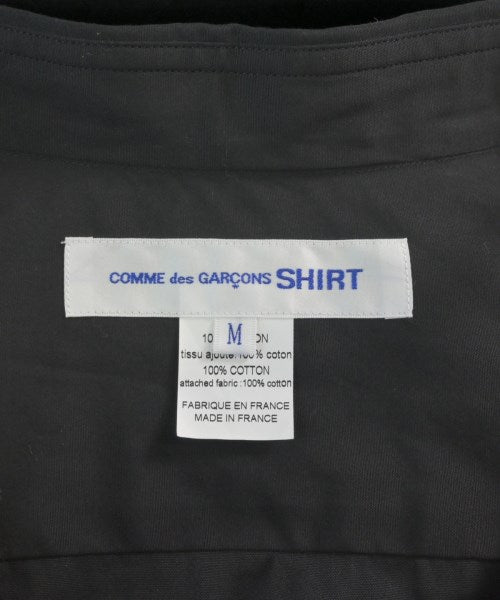 COMME des GARÇONS SHIRT
M
tissu ajoute:100% coton
100% COTTON
attached fabric :100% cotton
FABRIQUE EN FRANCE
MADE IN FRANCE